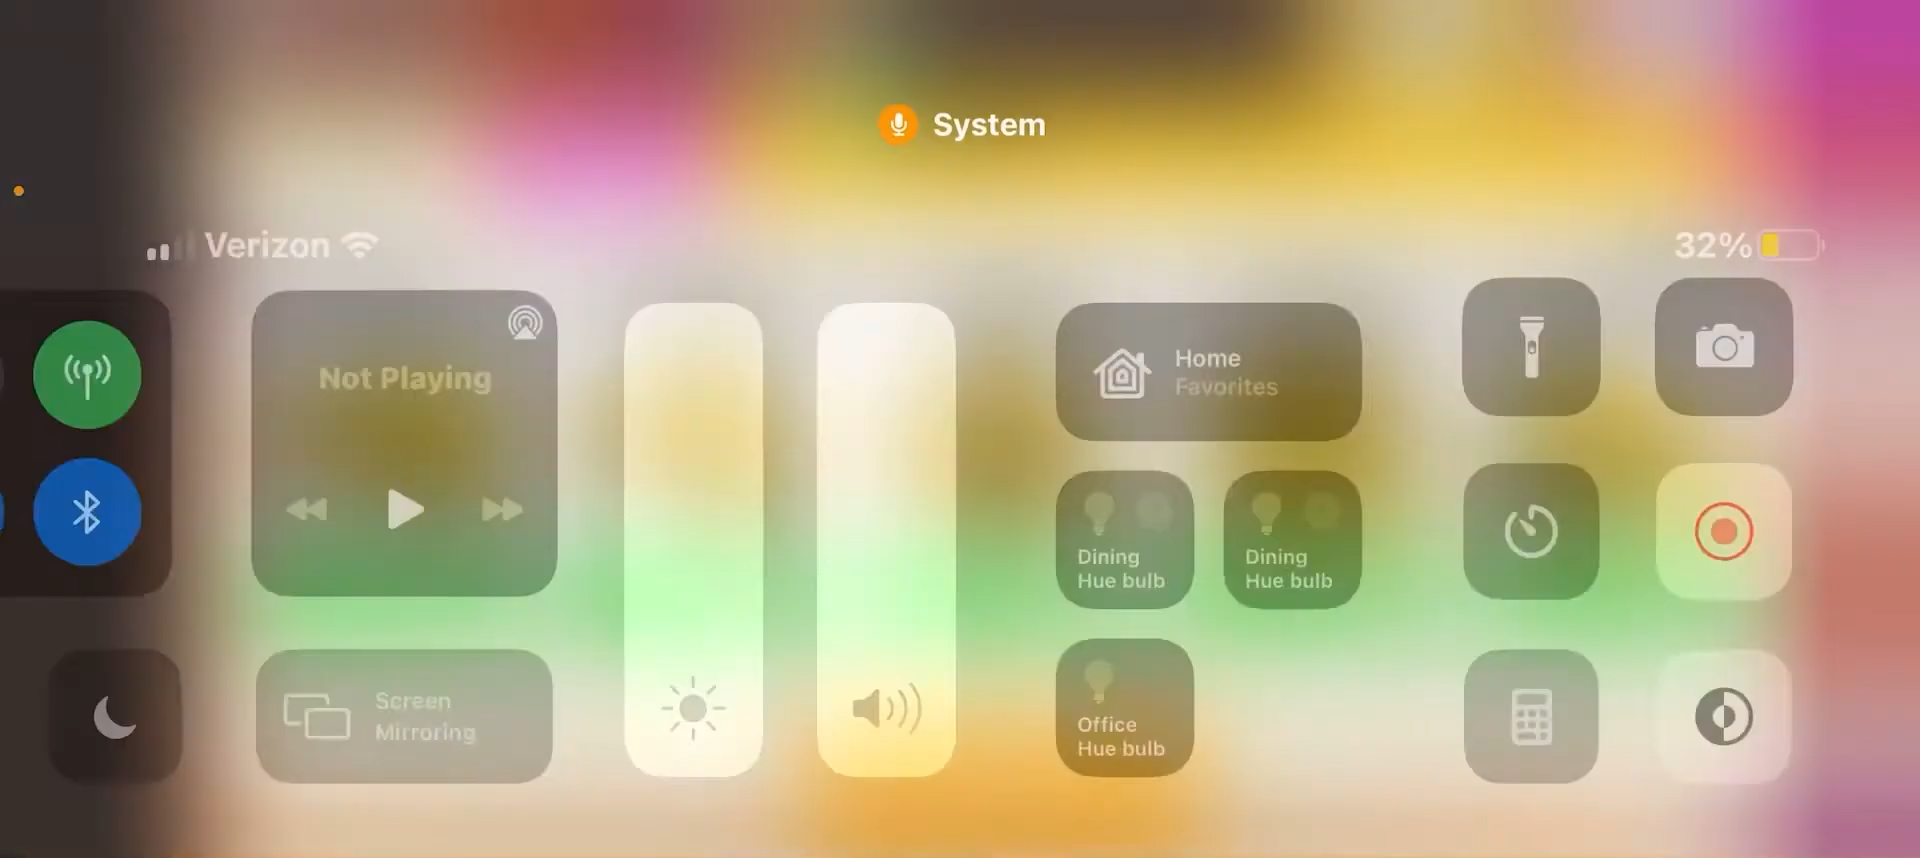 System
Verizon
32%
Not Playing
Home
Favorites
Dining
Hue bulb
Dining
Hue bulb
Screen
Mirroring
Office
Hue bulb